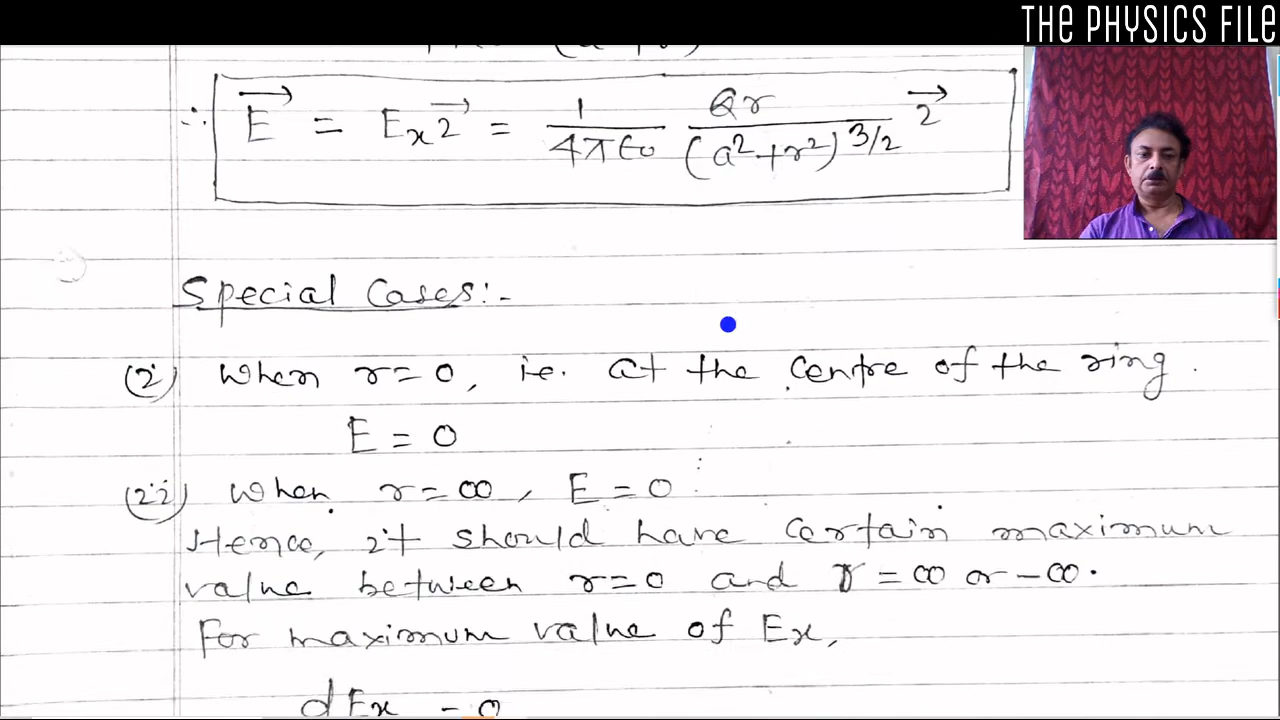 THE PHYSICS FILE
∴ E⃗ = Eₓ i⃗ = 1/4πϵ₀ Qr/(a²+r²)^3/2 i⃗
Special Cases:-
(i) When r=0, i.e. at the centre of the ring.
E = 0
(ii) When r=∞, E=0
Hence, it should have certain maximum
value between r=0 and r=∞ or -∞.
For maximum value of Ex,
dEx = 0